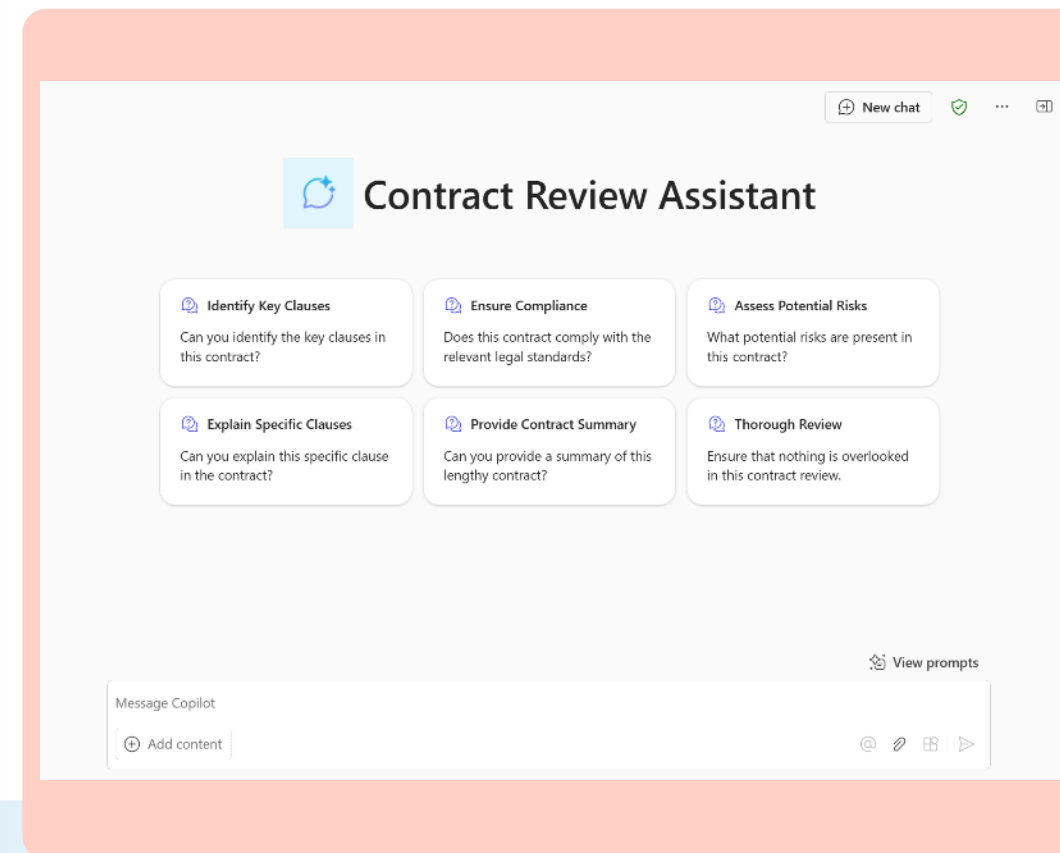 New chat
Contract Review Assistant
Identify Key Clauses
Can you identify the key clauses in
this contract?
Ensure Compliance
Does this contract comply with the
relevant legal standards?
Assess Potential Risks
What potential risks are present in
this contract?
Explain Specific Clauses
Can you explain this specific clause
in the contract?
Provide Contract Summary
Can you provide a summary of this
lengthy contract?
Thorough Review
Ensure that nothing is overlooked
in this contract review.
View prompts
Message Copilot
Add content